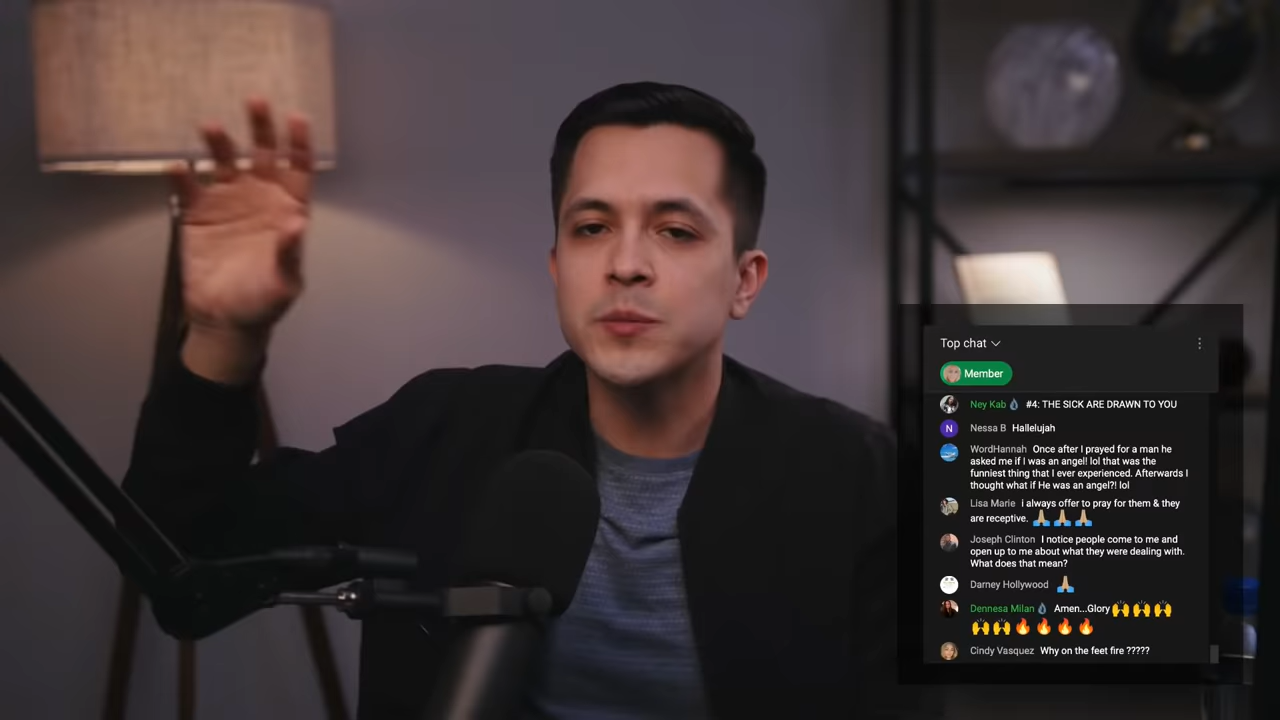 Top chat
Member
Ney Kab💧 #4: THE SICK ARE DRAWN TO YOU
N Nessa B Hallelujah
WordHannah Once after I prayed for a man he
asked me if I was an angel! lol that was the
funniest thing that I ever experienced. Afterwards I
thought what if He was an angel?! lol
Lisa Marie i always offer to pray for them & they
are receptive. 🙏🏼🙏🏼🙏🏼
Joseph Clinton I notice people come to me and
open up to me about what they were dealing with.
What does that mean?
Darney Hollywood 🙏🏼
Dennesa Milan💧 Amen...Glory🙌🙌🙌
🙌🙌🔥🔥🔥🔥
Cindy Vasquez Why on the feet fire ?????